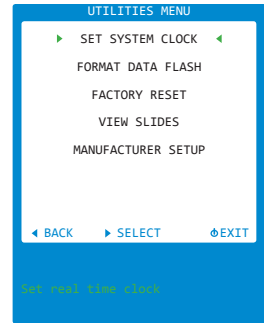 UTILITIES MENU
SET SYSTEM CLOCK
FORMAT DATA FLASH
FACTORY RESET
VIEW SLIDES
MANUFACTURER SETUP
BACK SELECT EXIT
Set real time clock